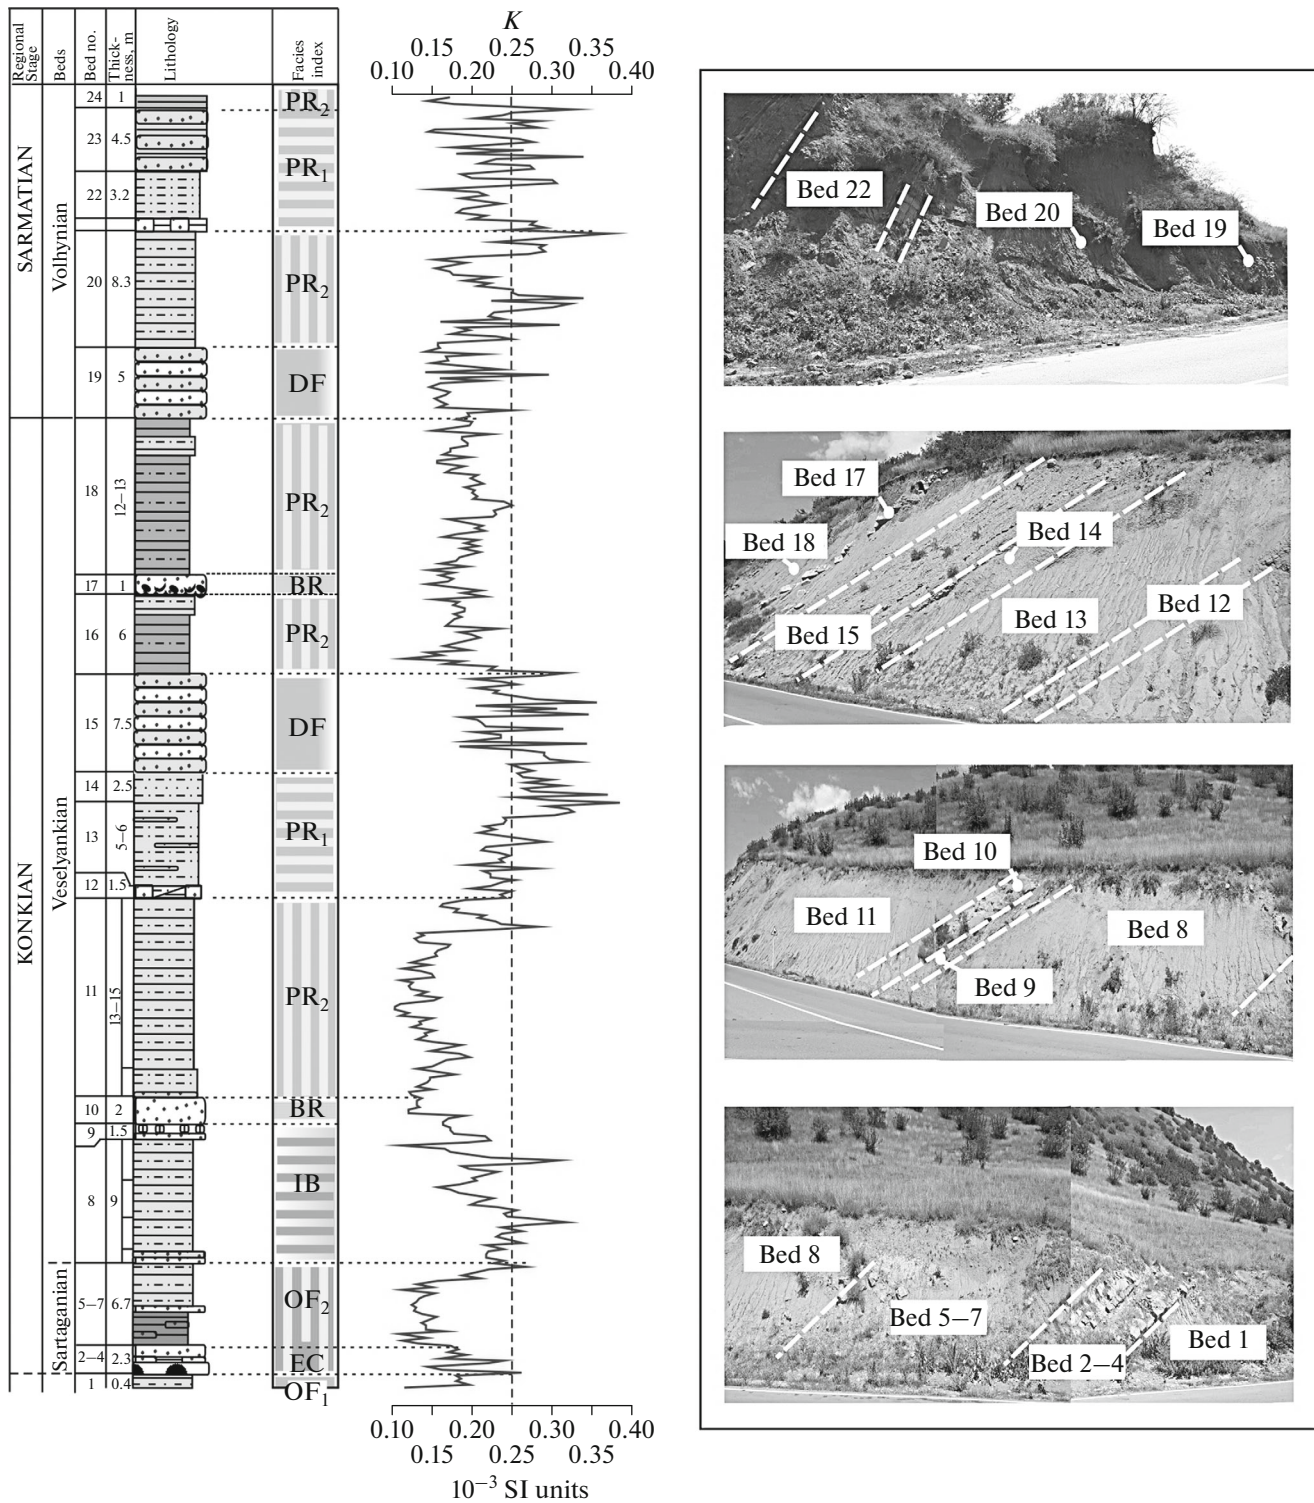 Regional
Stage
Beds
Bed no.
Thick-
ness, m
Lithology
Facies
index
K
0.15 0.25 0.35
0.10 0.20 0.30 0.40
SARMATIAN
Volhynian
KONKIAN
Veselyankian
Sartaganian
24 1 PR2
23 4.5 PR1
22 3.2
20 8.3 PR2
19 5 DF
18 12–13 PR2
17 1 BR
16 6 PR2
15 7.5 DF
14 2.5
13 5–6 PR1
12 1.5
11 13–15 PR2
10 2 BR
9 1.5
8 9 IB
5–7 6.7 OF2
2–4 2.3 EC
1 0.4 OF1
0.10 0.20 0.30 0.40
0.15 0.25 0.35
10−3 SI units
Bed 22
Bed 20
Bed 19
Bed 17
Bed 14
Bed 18
Bed 12
Bed 13
Bed 15
Bed 10
Bed 11
Bed 8
Bed 9
Bed 8
Bed 5–7
Bed 1
Bed 2–4